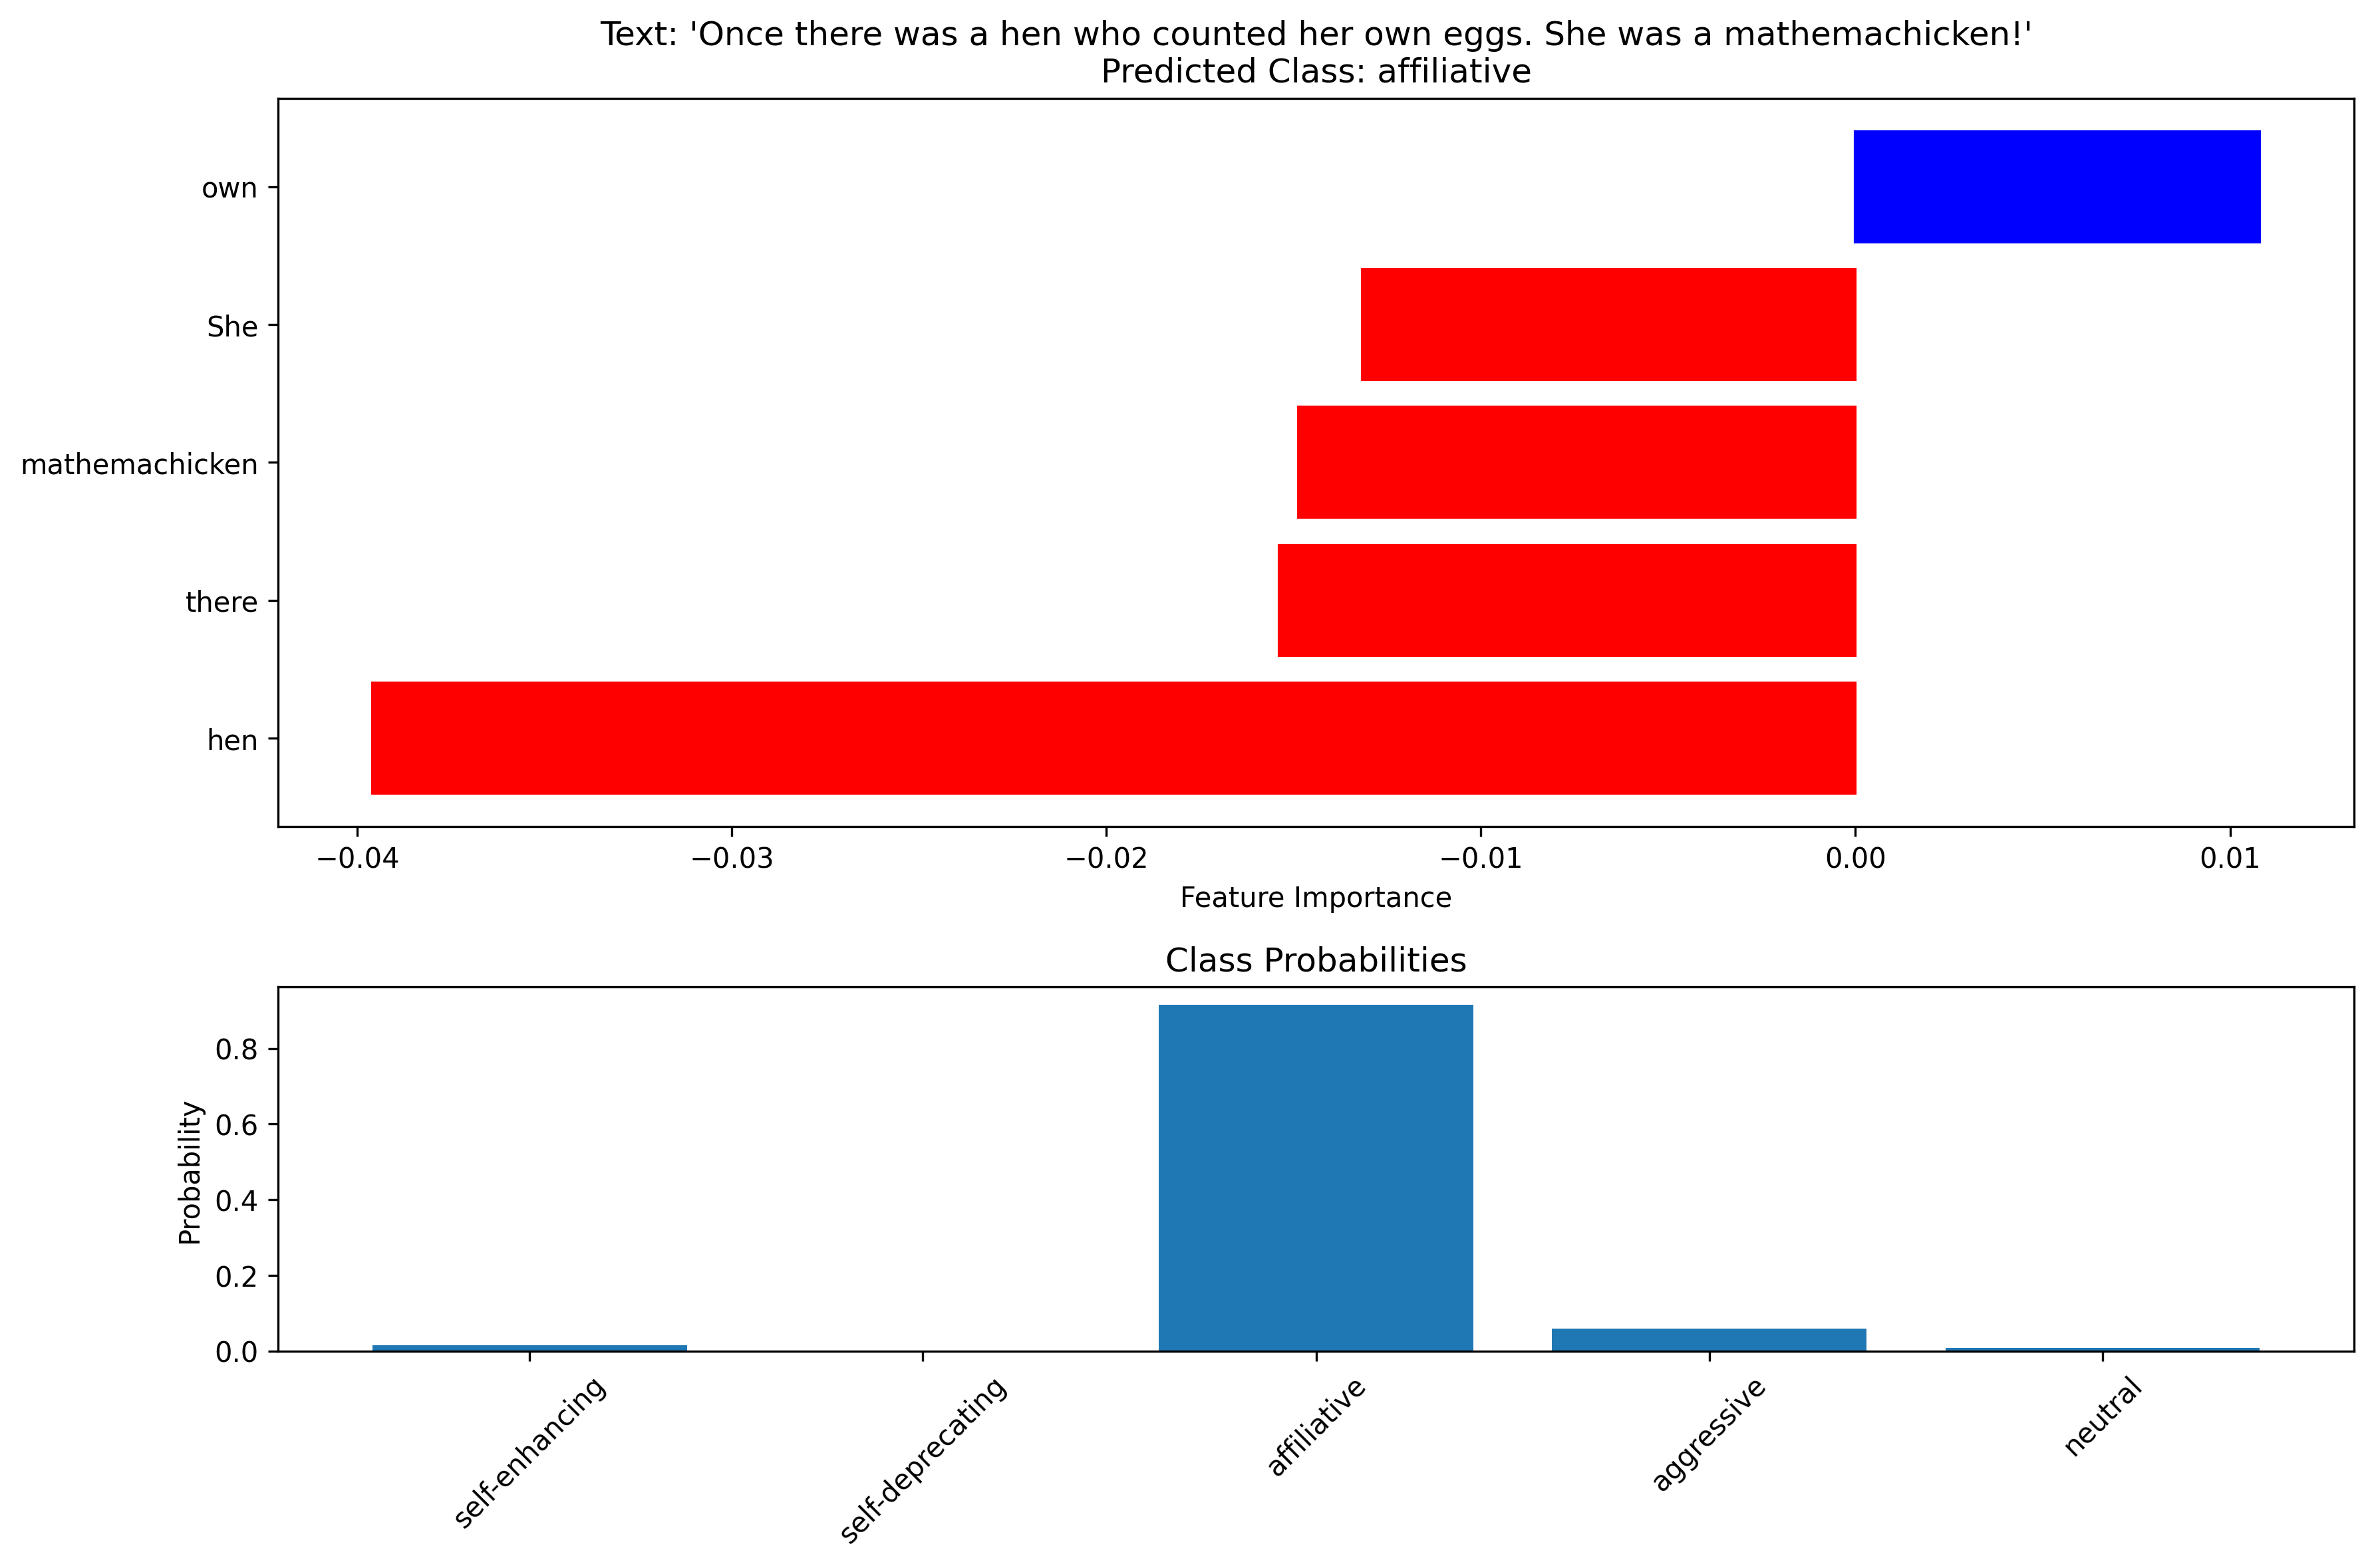 Text: 'Once there was a hen who counted her own eggs. She was a mathemachicken!'
Predicted Class: affiliative
own
She
mathemachicken
there
hen
−0.04
−0.03
−0.02
−0.01
0.00
0.01
Feature Importance
Class Probabilities
Probability
0.8
0.6
0.4
0.2
0.0
self-enhancing
self-deprecating
affiliative
aggressive
neutral